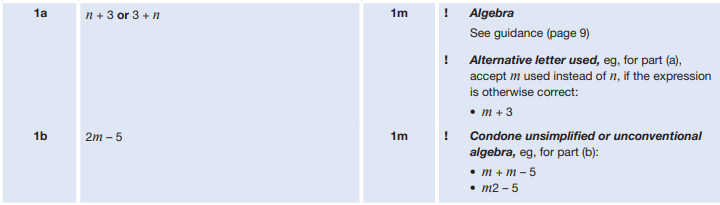 1a
n + 3 or 3 + n
1m
! Algebra
See guidance (page 9)
! Alternative letter used, eg, for part (a),
accept m used instead of n, if the expression
is otherwise correct:
• m + 3
1b
2m – 5
1m
! Condone unsimplified or unconventional
algebra, eg, for part (b):
• m + m – 5
• m2 – 5